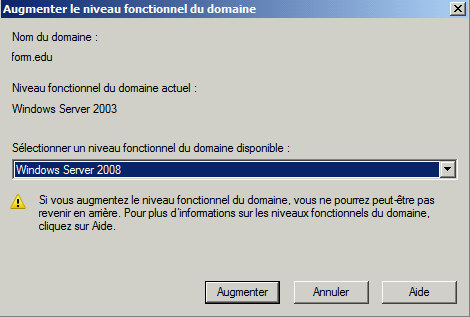 Augmenter le niveau fonctionnel du domaine
Nom du domaine :
form.edu
Niveau fonctionnel du domaine actuel :
Windows Server 2003
Sélectionner un niveau fonctionnel du domaine disponible :
Windows Server 2008
Si vous augmentez le niveau fonctionnel du domaine, vous ne pourrez peut-être pas
revenir en arrière. Pour plus d'informations sur les niveaux fonctionnels du domaine,
cliquez sur Aide.
Augmenter
Annuler
Aide